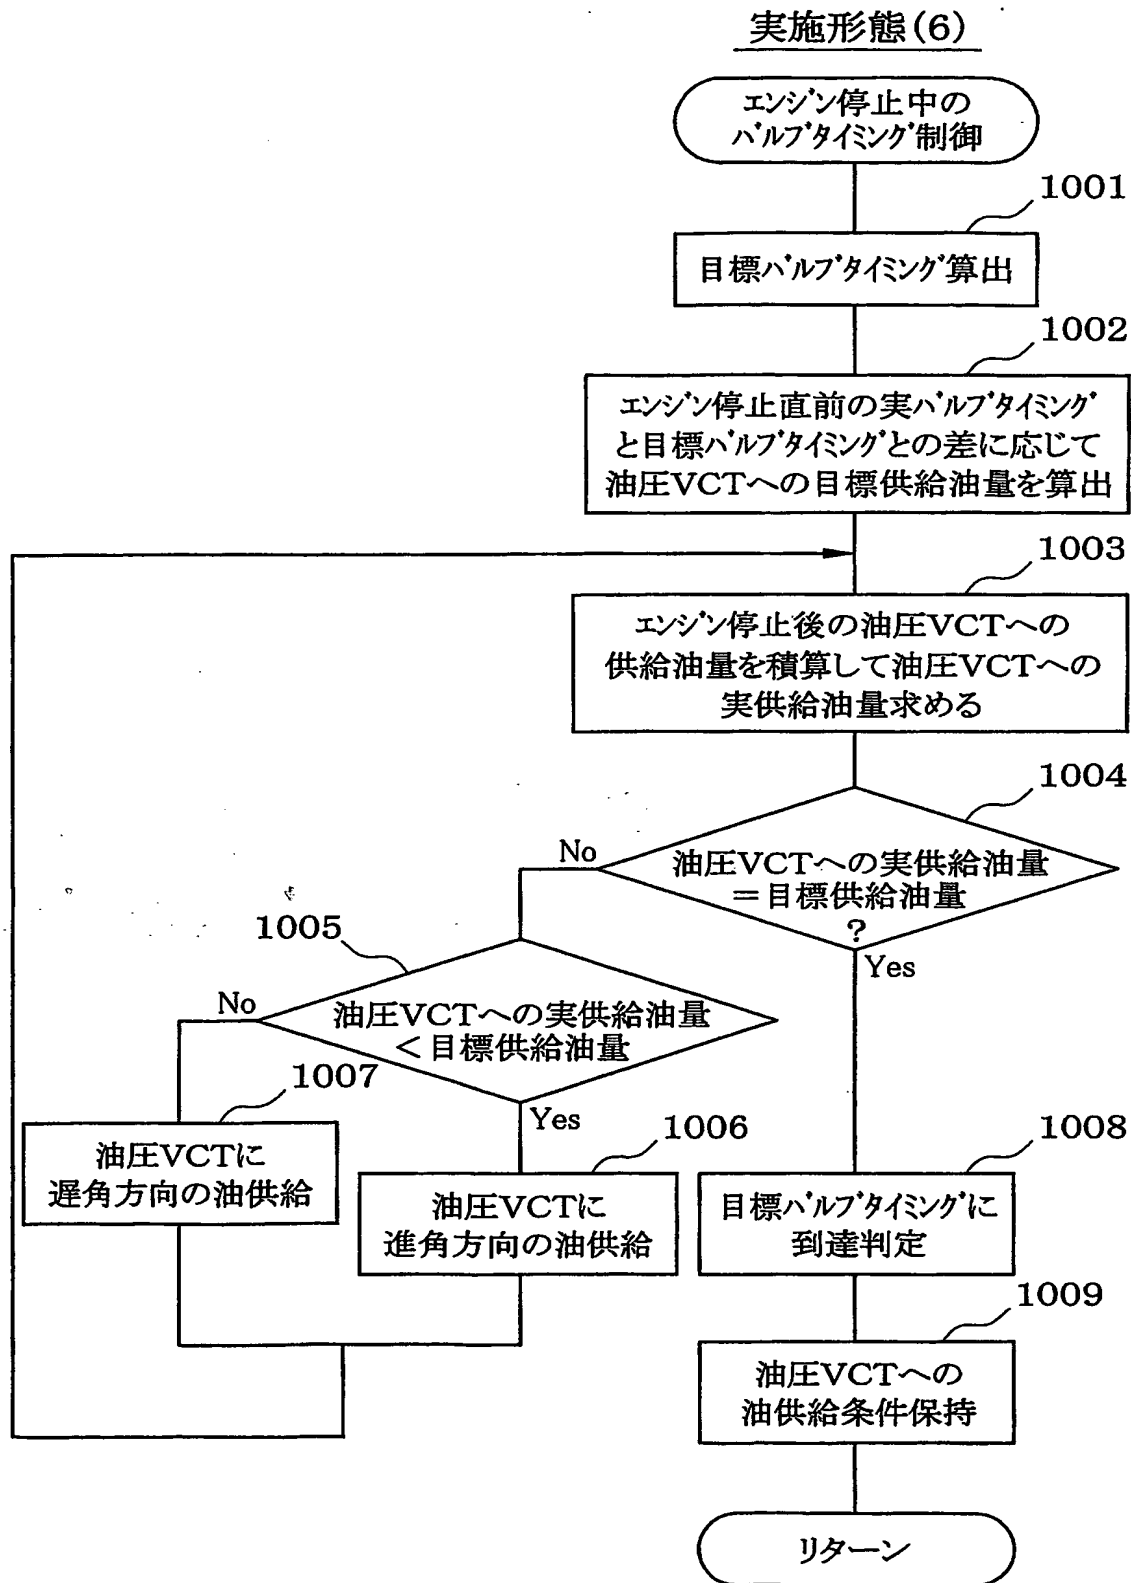 実施形態(6)
エンジン停止中の
バルブタイミング制御
1001
目標バルブタイミング算出
1002
エンジン停止直前の実バルブタイミング
と目標バルブタイミングとの差に応じて
油圧VCTへの目標供給油量を算出
1003
エンジン停止後の油圧VCTへの
供給油量を積算して油圧VCTへの
実供給油量求める
1004
油圧VCTへの実供給油量
=目標供給油量
?
No
Yes
1005
油圧VCTへの実供給油量
<目標供給油量
No
Yes
1007
油圧VCTに
遅角方向の油供給
1006
油圧VCTに
進角方向の油供給
1008
目標バルブタイミングに
到達判定
1009
油圧VCTへの
油供給条件保持
リターン